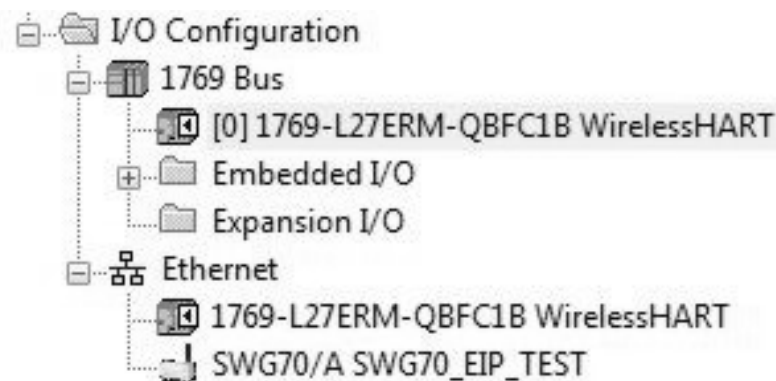 I/O Configuration
1769 Bus
[0] 1769-L27ERM-QBFC1B WirelessHART
Embedded I/O
Expansion I/O
Ethernet
1769-L27ERM-QBFC1B WirelessHART
SWG70/A SWG70_EIP_TEST